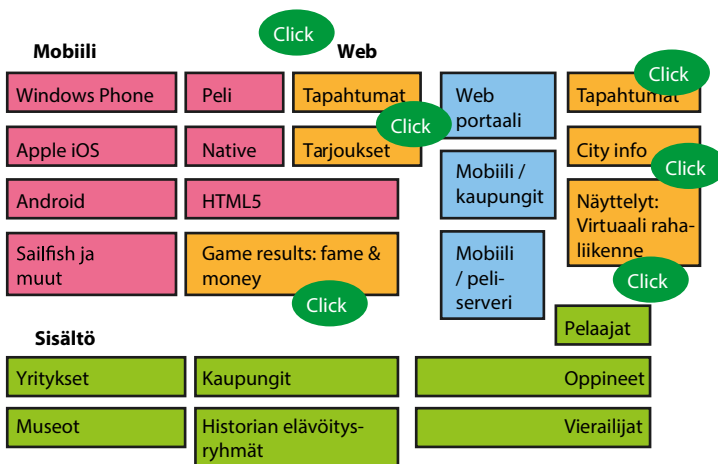 Click
Mobiili
Web
Click
Windows Phone
Peli
Tapahtumat
Web
portaali
Tapahtumat
Click
Apple iOS
Native
Tarjoukset
City info
Click
Android
HTML5
Mobiili /
kaupungit
Näyttelyt:
Virtuaali raha-
liikenne
Sailfish ja
muut
Game results: fame &
money
Mobiili
/ peli-
serveri
Click
Click
Pelaajat
Sisältö
Yritykset
Kaupungit
Oppineet
Museot
Historian elävöitys-
ryhmät
Vierailijat